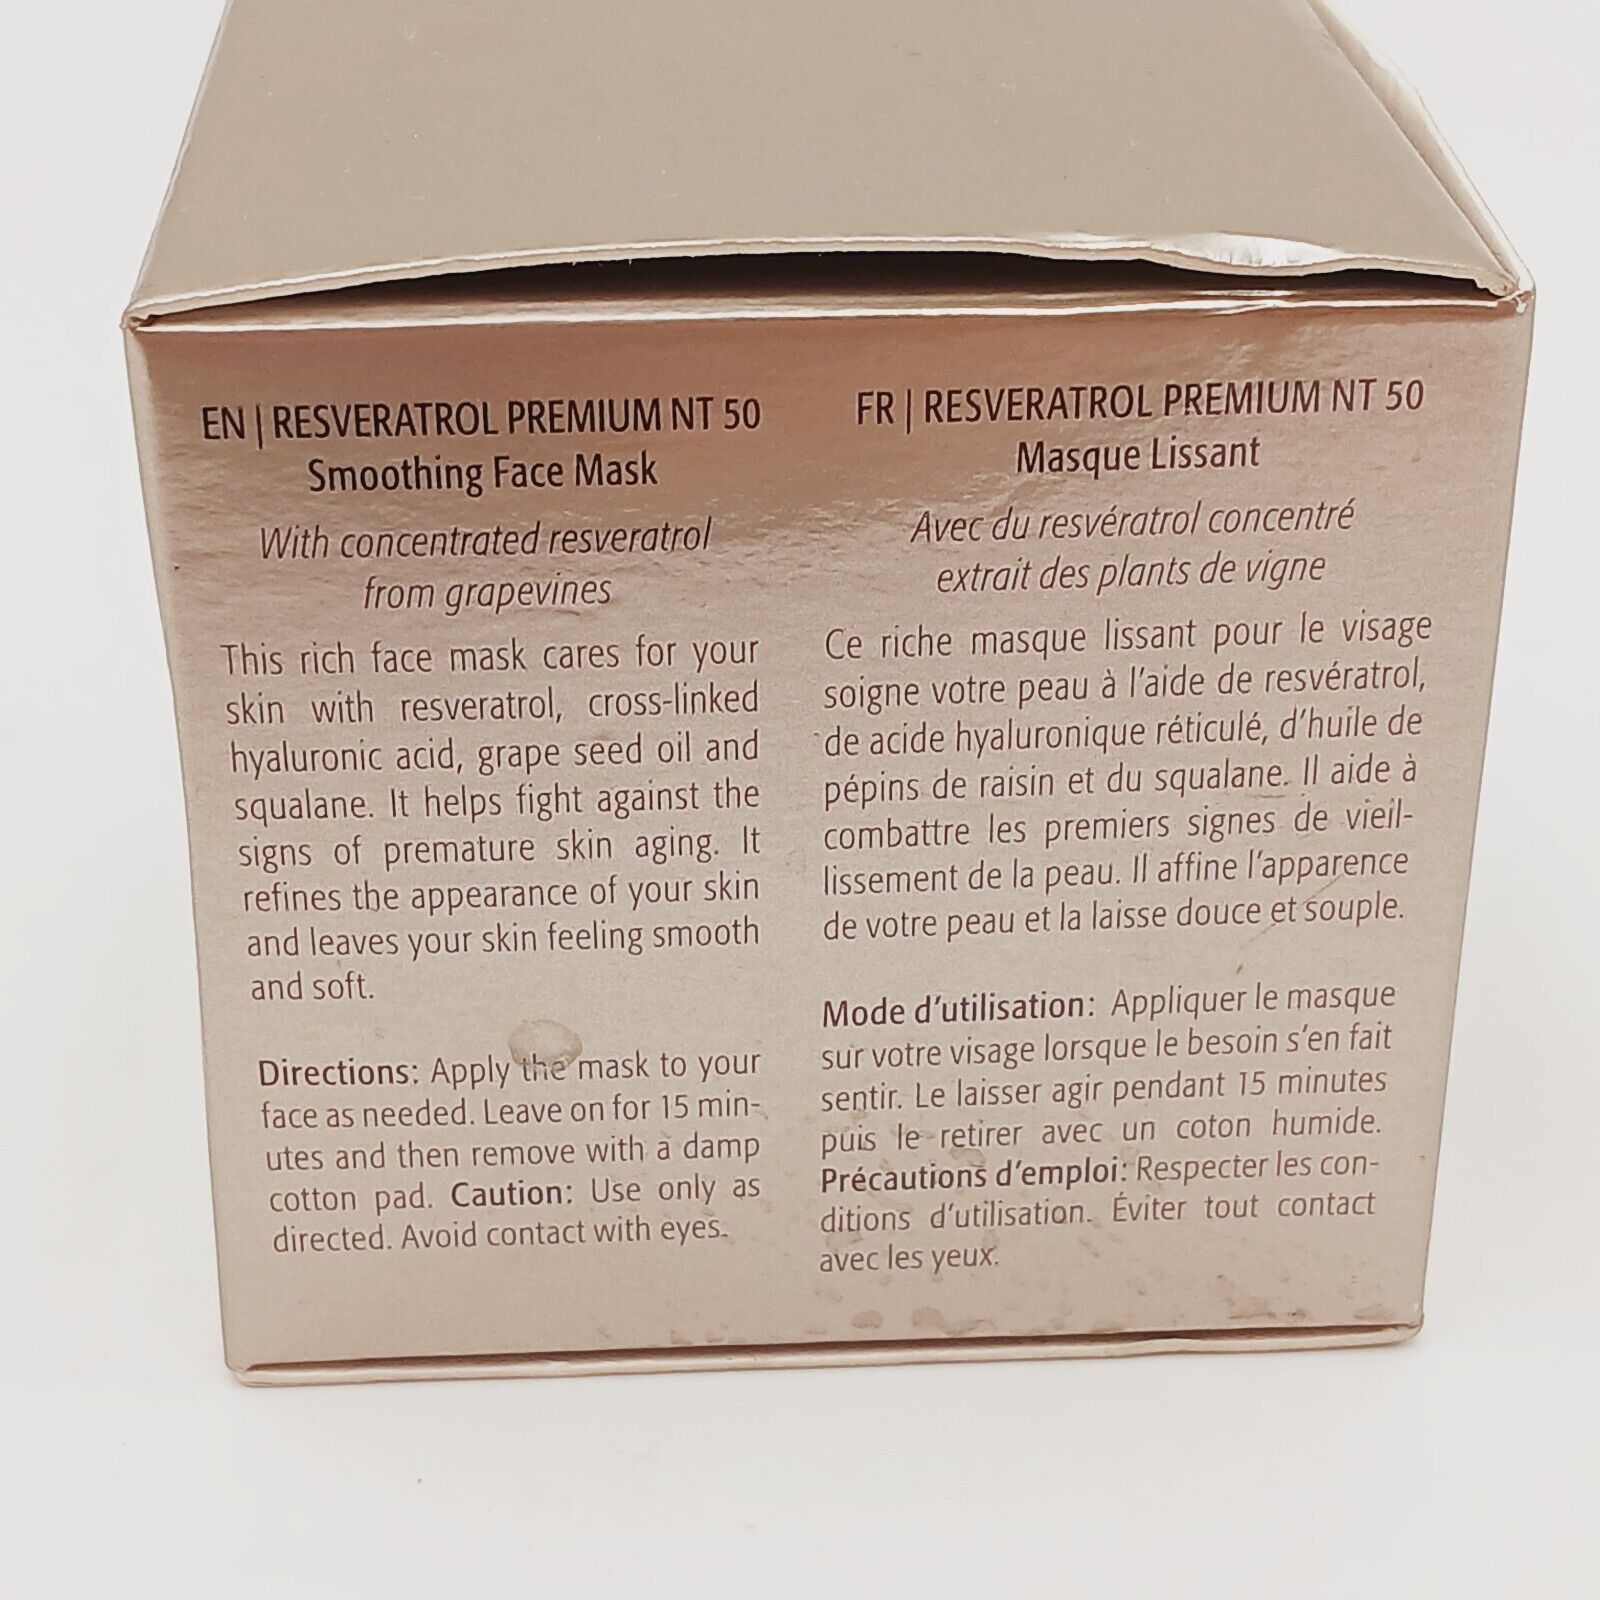 EN | RESVERATROL PREMIUM NT 50
Smoothing Face Mask
With concentrated resveratrol
from grapevines
This rich face mask cares for your
skin with resveratrol, cross-linked
hyaluronic acid, grape seed oil and
squalane. It helps fight against the
signs of premature skin aging. It
refines the appearance of your skin
and leaves your skin feeling smooth
and soft.
Directions: Apply the mask to your
face as needed. Leave on for 15 min-
utes and then remove with a damp
cotton pad. Caution: Use only as
directed. Avoid contact with eyes.
FR | RESVERATROL PREMIUM NT 50
Masque Lissant
Avec du resvératrol concentré
extrait des plants de vigne
Ce riche masque lissant pour le visage
soigne votre peau à l'aide de resvératrol,
de acide hyaluronique réticulé, d'huile de
pépins de raisin et du squalane. Il aide à
combattre les premiers signes de vieil-
lissement de la peau. Il affine l'apparence
de votre peau et la laisse douce et souple.
Mode d'utilisation: Appliquer le masque
sur votre visage lorsque le besoin s'en fait
sentir. Le laisser agir pendant 15 minutes
puis le retirer avec un coton humide.
Précautions d'emploi: Respecter les con-
ditions d'utilisation. Éviter tout contact
avec les yeux.